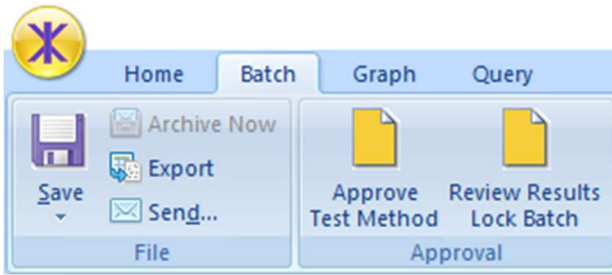 Home Batch Graph Query
Archive Now
Export
Save
Send...
Approve Test Method
Review Results Lock Batch
File
Approval